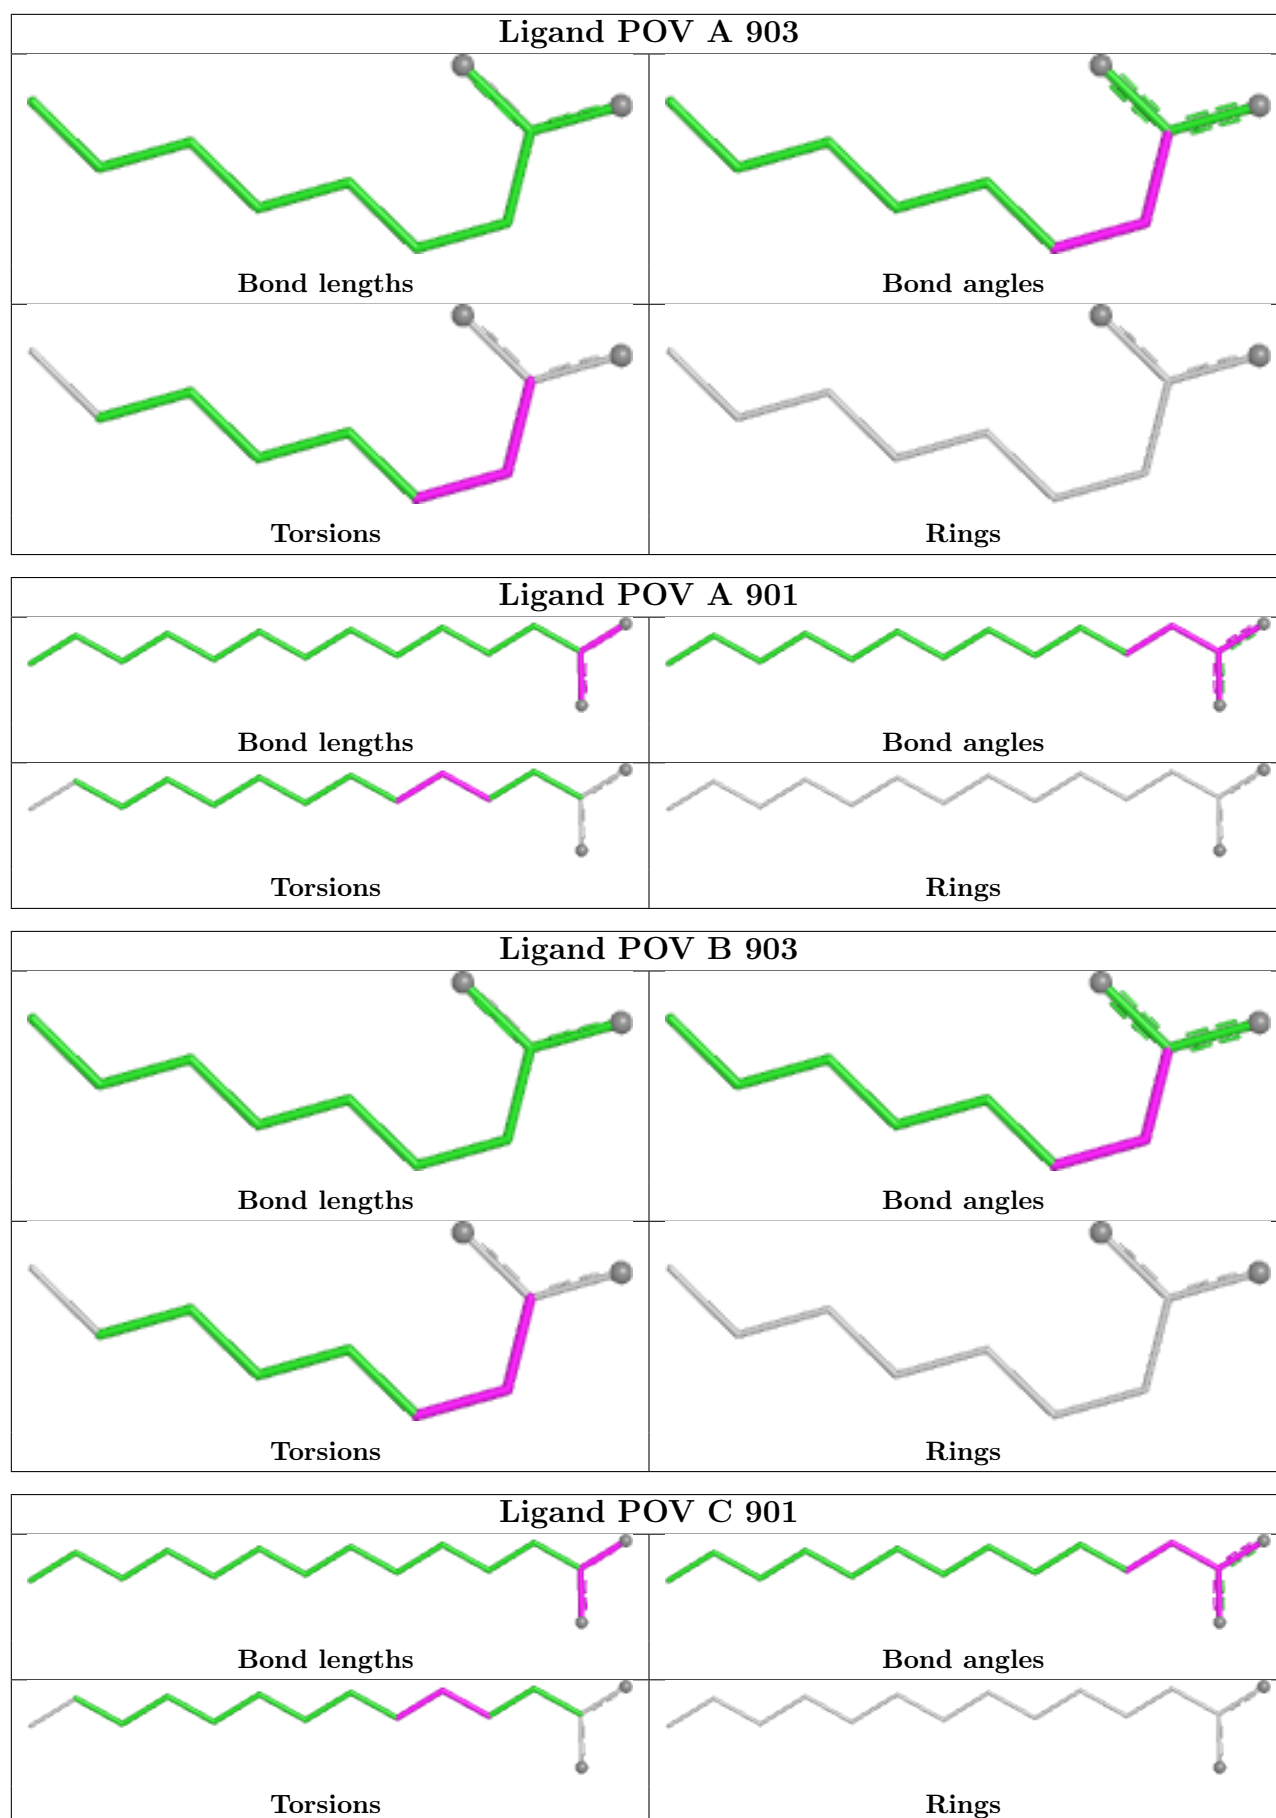 Ligand POV A 903
Bond lengths
Bond angles
Torsions
Rings
Ligand POV A 901
Bond lengths
Bond angles
Torsions
Rings
Ligand POV B 903
Bond lengths
Bond angles
Torsions
Rings
Ligand POV C 901
Bond lengths
Bond angles
Torsions
Rings